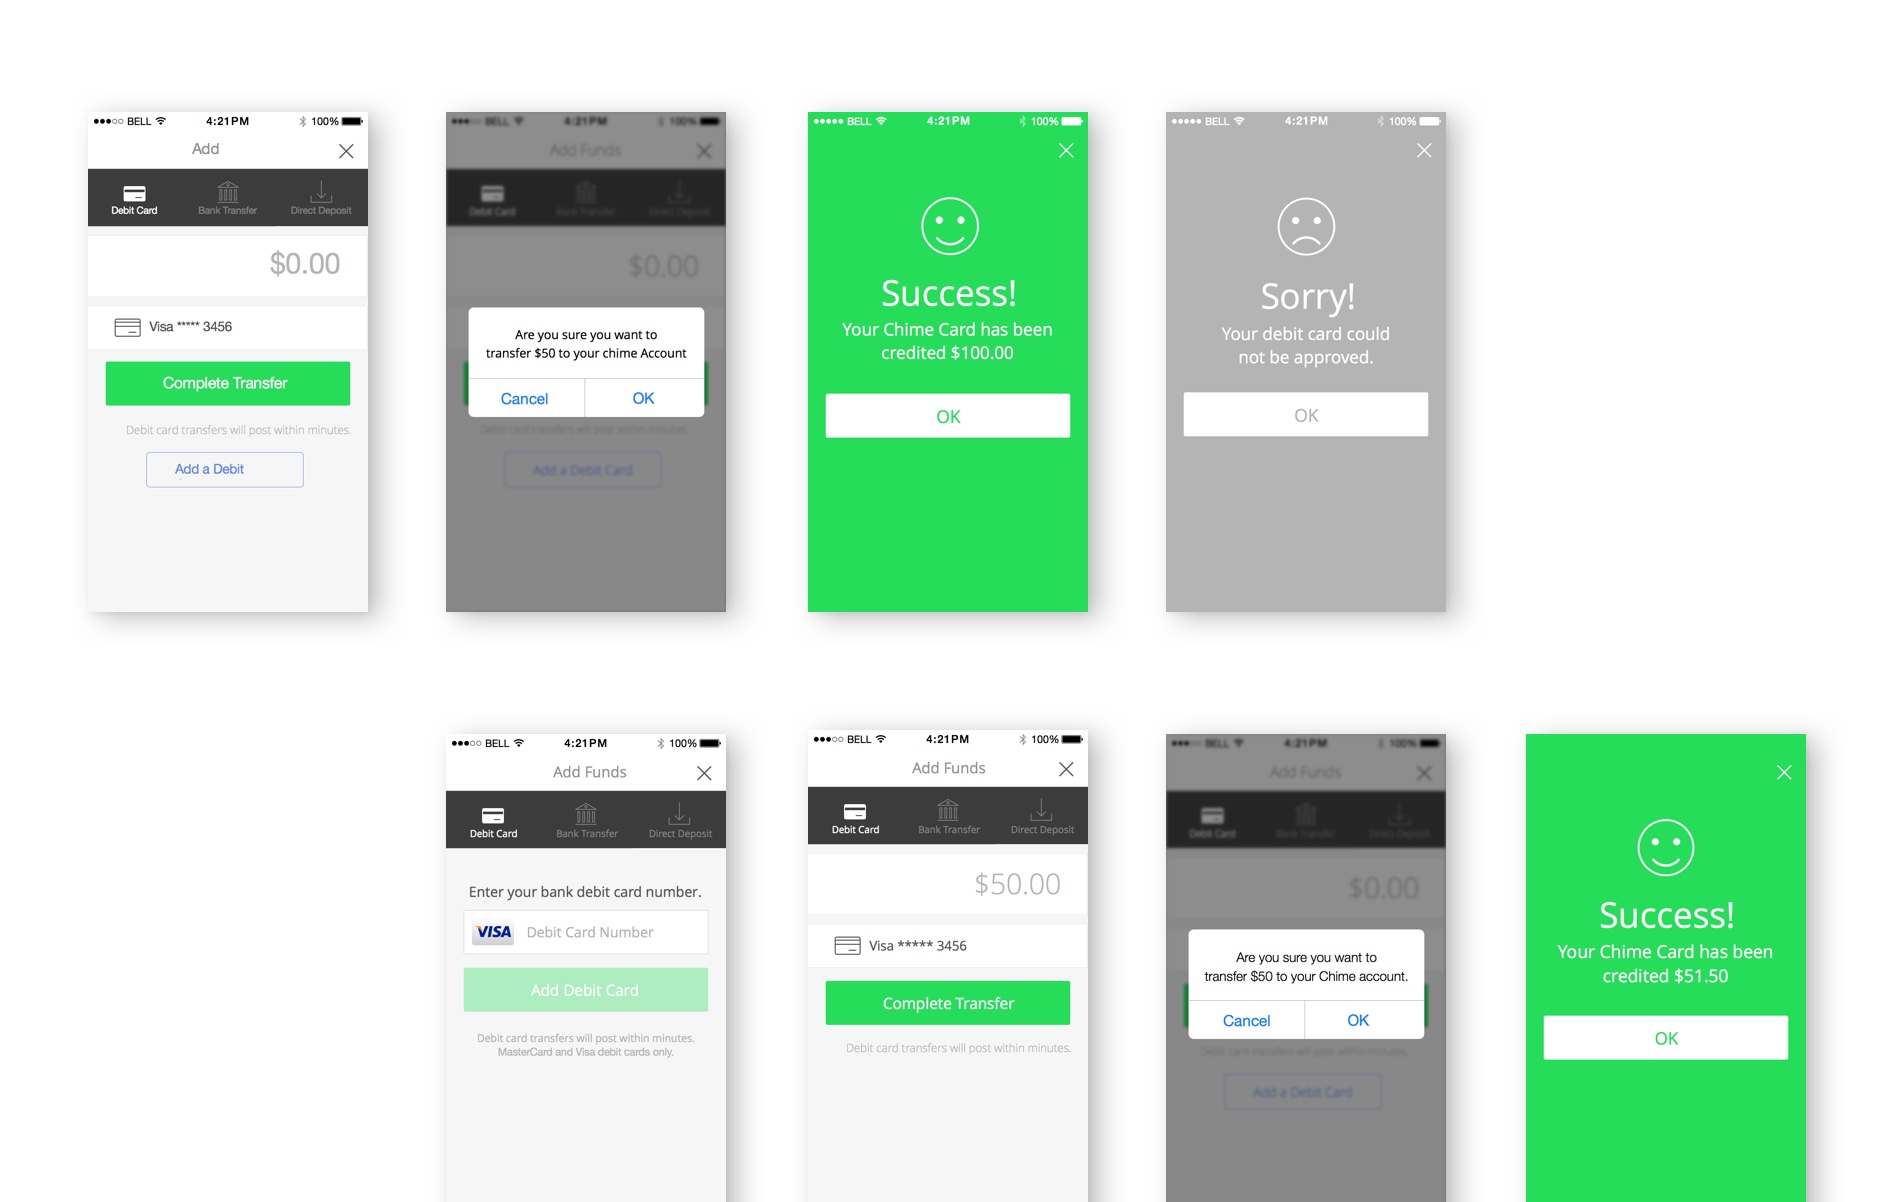 BELL 4:21PM 100%
Add
Debit Card Bank Transfer Direct Deposit
$0.00
Visa ***** 3456
Complete Transfer
Debit card transfers will post within minutes.
Add a Debit
BELL 4:21PM 100%
Add Funds
Debit Card Bank Transfer Direct Deposit
$0.00
Are you sure you want to
transfer $50 to your chime Account
Cancel OK
Debit card transfers will post within minutes.
Add a Debit Card
BELL 4:21PM 100%
Success!
Your Chime Card has been
credited $100.00
OK
BELL 4:21PM 100%
Sorry!
Your debit card could
not be approved.
OK
BELL 4:21PM 100%
Add Funds
Debit Card Bank Transfer Direct Deposit
Enter your bank debit card number.
VISA Debit Card Number
Add Debit Card
Debit card transfers will post within minutes.
MasterCard and Visa debit cards only.
BELL 4:21PM 100%
Add Funds
Debit Card Bank Transfer Direct Deposit
$50.00
Visa ***** 3456
Complete Transfer
Debit card transfers will post within minutes.
BELL 4:21PM 100%
Add Funds
Debit Card Bank Transfer Direct Deposit
$0.00
Are you sure you want to
transfer $50 to your Chime account.
Cancel OK
Debit card transfers will post within minutes.
Add a Debit Card
Success!
Your Chime Card has been
credited $51.50
OK